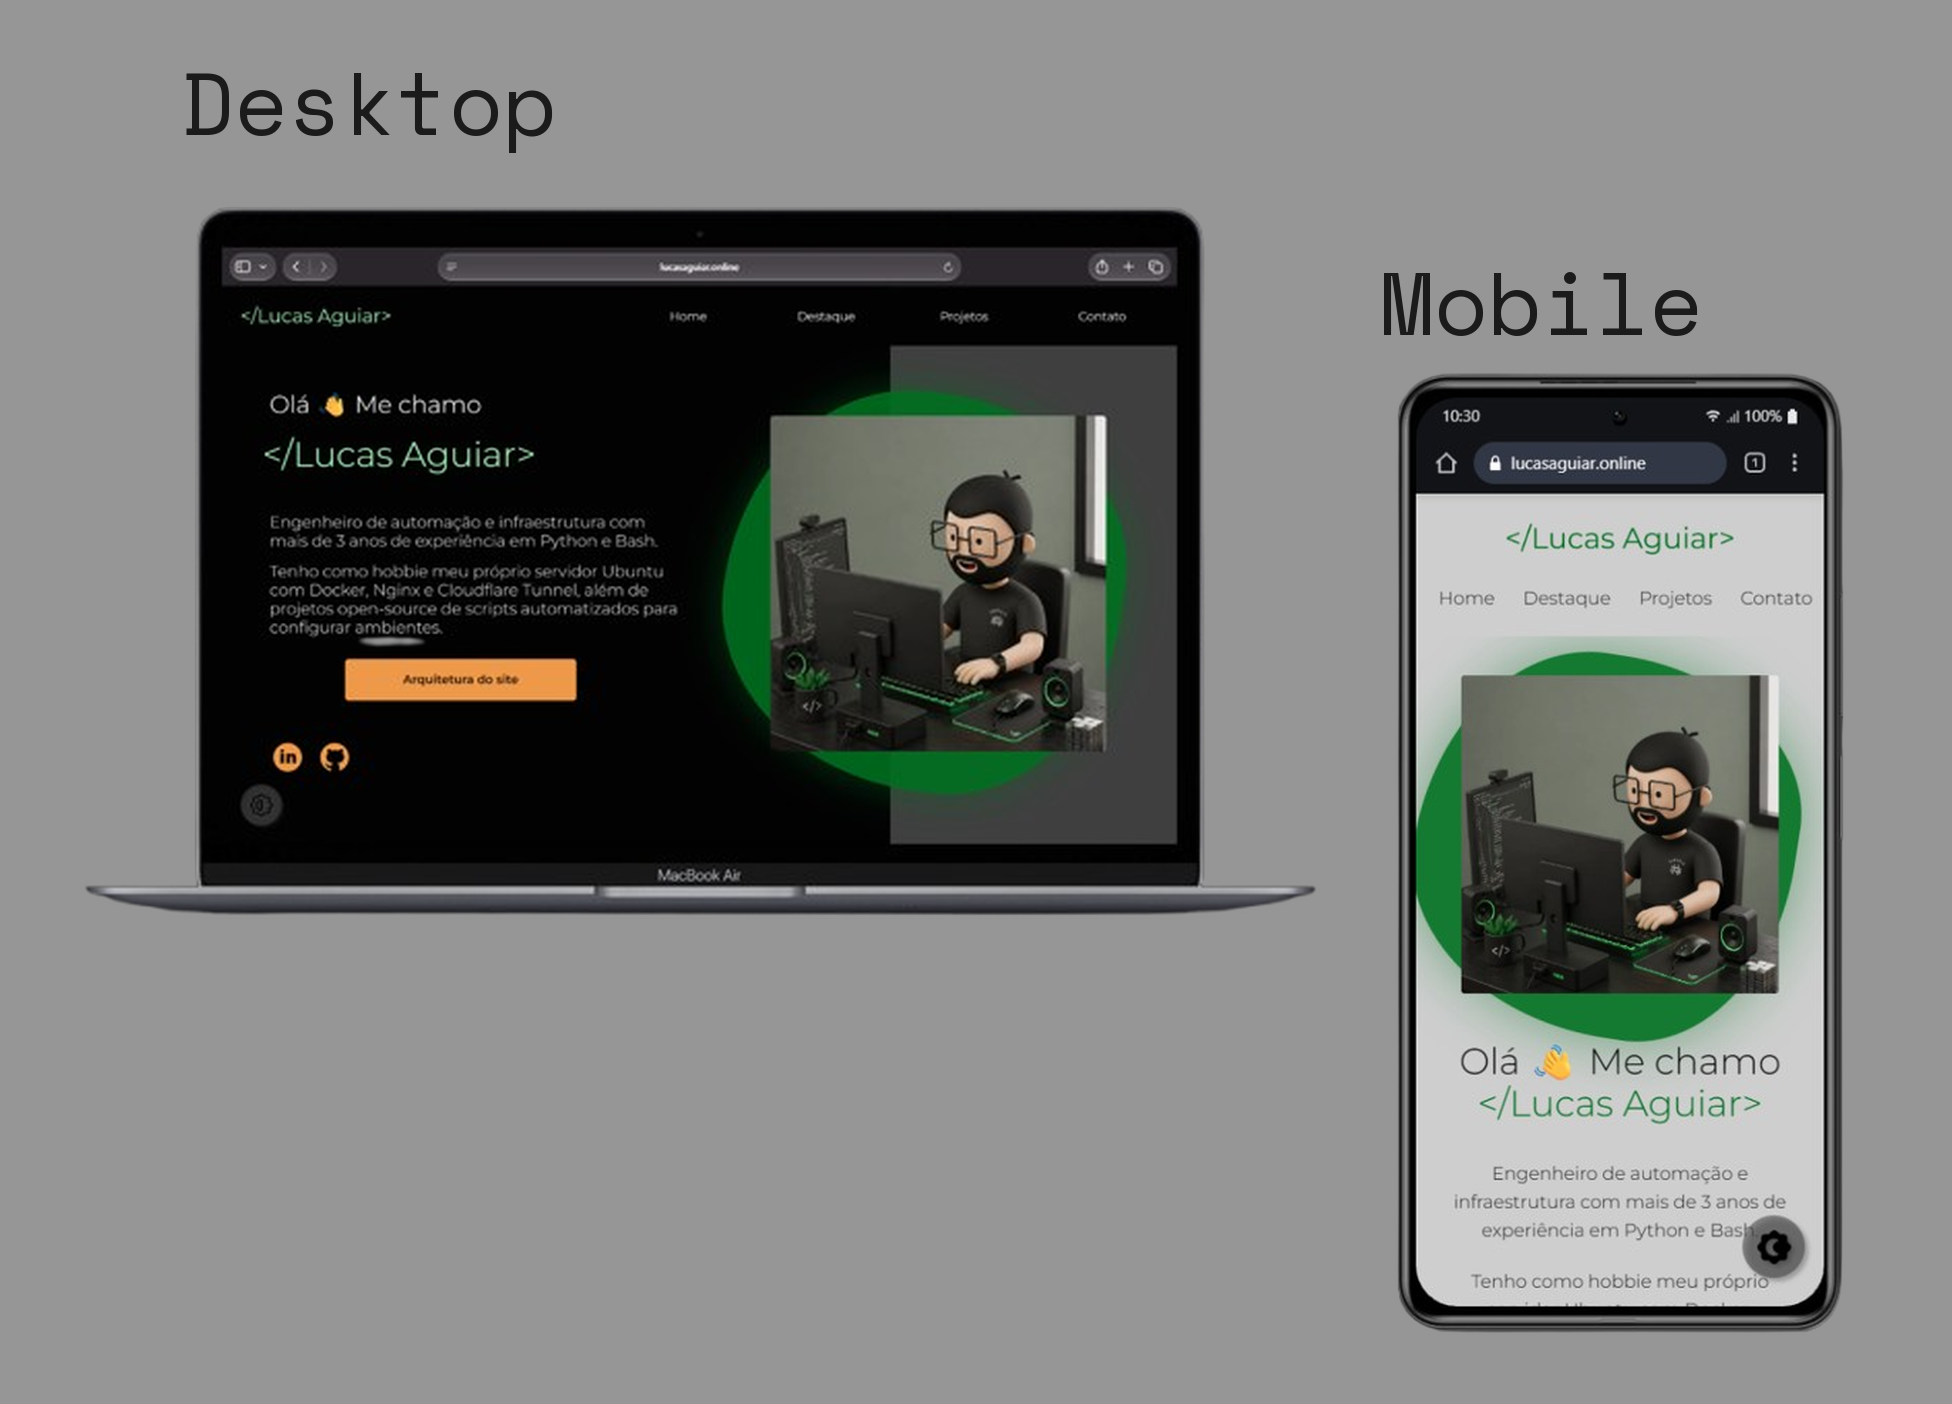 Desktop
lucasaguiar.online
</Lucas Aguiar>
Home
Destaque
Projetos
Contato
Olá 👋 Me chamo
</Lucas Aguiar>
Engenheiro de automação e infraestrutura com
mais de 3 anos de experiência em Python e Bash.
Tenho como hobbie meu próprio servidor Ubuntu
com Docker, Nginx e Cloudflare Tunnel, além de
projetos open-source de scripts automatizados para
configurar ambientes.
Arquitetura do site
in
</>
MacBook Air
Mobile
10:30
100%
lucasaguiar.online
1
</Lucas Aguiar>
Home
Destaque
Projetos
Contato
</>
Olá 👋 Me chamo
</Lucas Aguiar>
Engenheiro de automação e
infraestrutura com mais de 3 anos de
experiência em Python e Bash.
Tenho como hobbie meu próprio